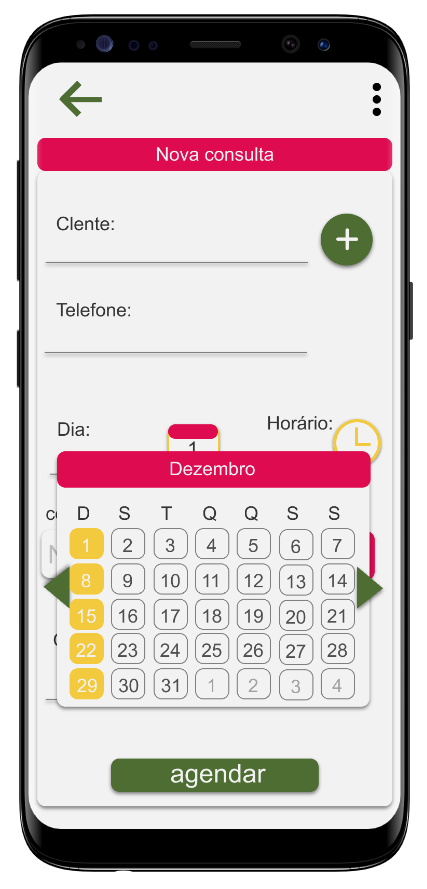 Nova consulta
Clente:
Telefone:
Dia:
Horário:
1
Dezembro
D S T Q Q S S
1 2 3 4 5 6 7
8 9 10 11 12 13 14
15 16 17 18 19 20 21
22 23 24 25 26 27 28
29 30 31 1 2 3 4
agendar